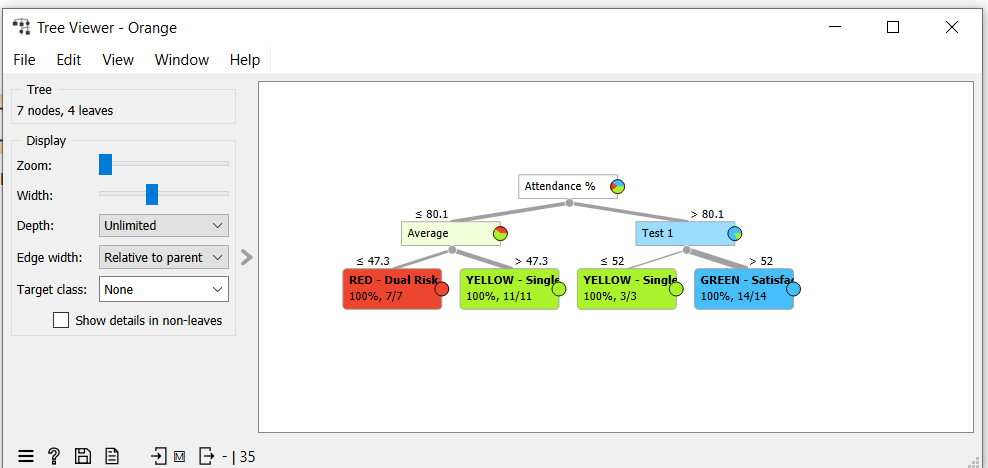 Tree Viewer - Orange
File Edit View Window Help
Tree
7 nodes, 4 leaves
Display
Zoom:
Width:
Depth: Unlimited
Edge width: Relative to parent
Target class: None
Show details in non-leaves
Attendance %
≤ 80.1 > 80.1
Average Test 1
≤ 47.3 > 47.3 ≤ 52 > 52
RED - Dual Risk YELLOW - Single YELLOW - Single GREEN - Satisfa
100%, 7/7 100%, 11/11 100%, 3/3 100%, 14/14
? M - | 35